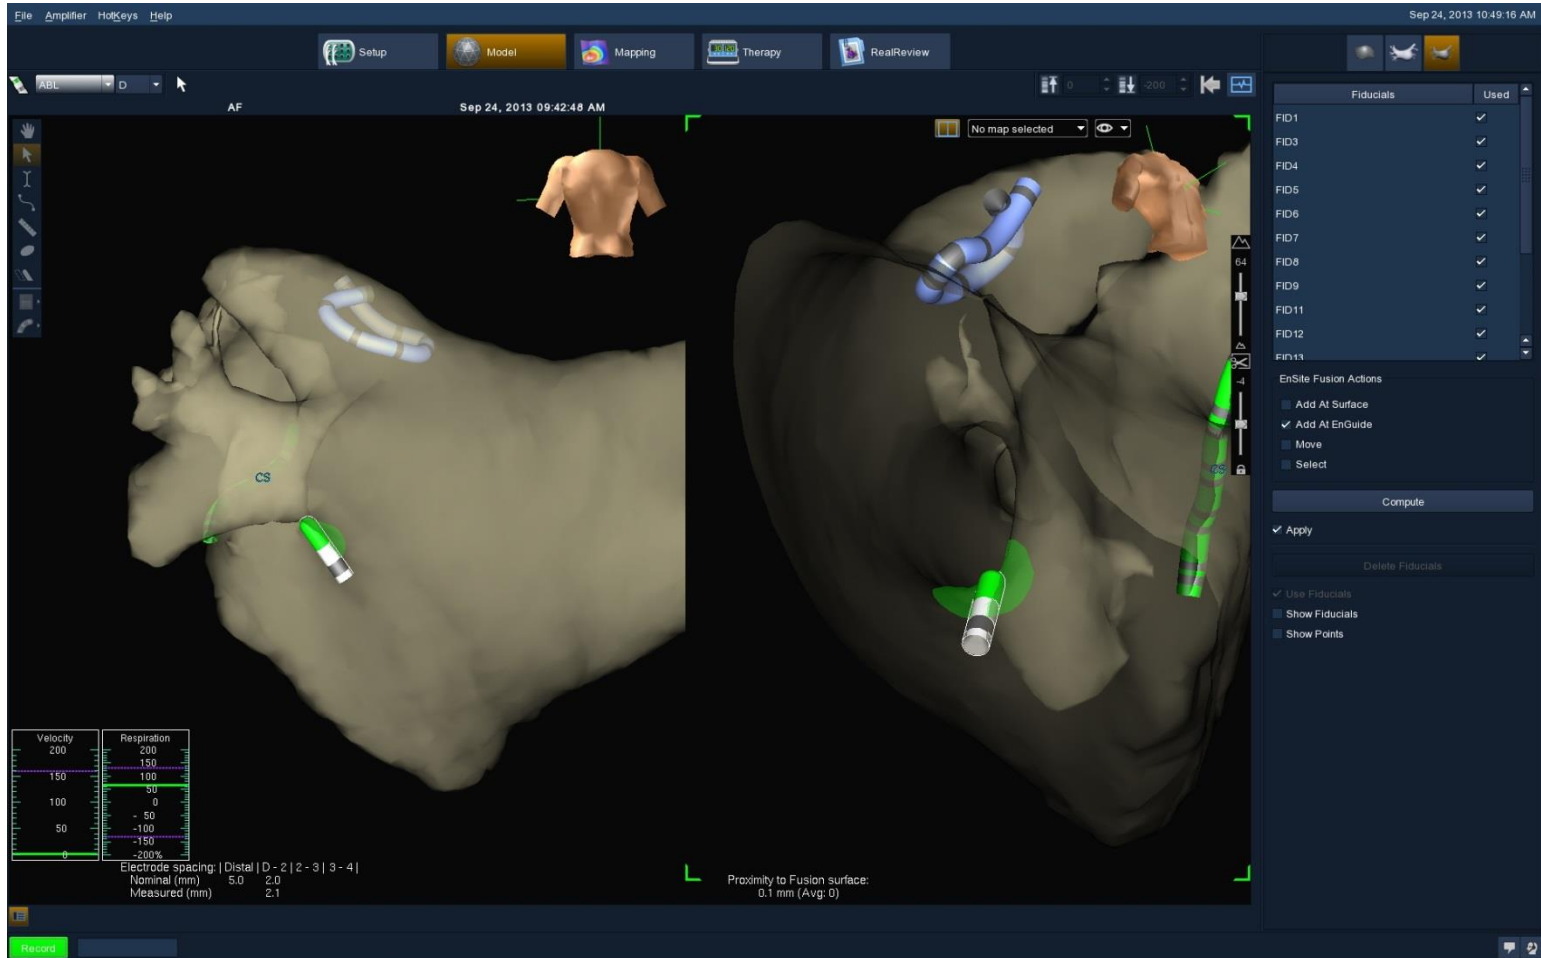 File Amplifier HotKeys Help
Sep 24, 2013 10:49:16 AM
Setup
Model
Mapping
Therapy
RealReview
ABL
D
0
-200
AF
Sep 24, 2013 09:42:48 AM
No map selected
64
-4
CS
CS
Velocity
200
150
100
50
0
Respiration
200
150
100
50
0
- 50
-100
-150
-200%
Electrode spacing: | Distal | D - 2 | 2 - 3 | 3 - 4 |
Nominal (mm) 5.0 2.0
Measured (mm) 2.1
Proximity to Fusion surface:
0.1 mm (Avg: 0)
Fiducials Used
FID1
FID3
FID4
FID5
FID6
FID7
FID8
FID9
FID11
FID12
FID13
EnSite Fusion Actions
Add At Surface
Add At EnGuide
Move
Select
Compute
Apply
Delete Fiducials
Use Fiducials
Show Fiducials
Show Points
Record